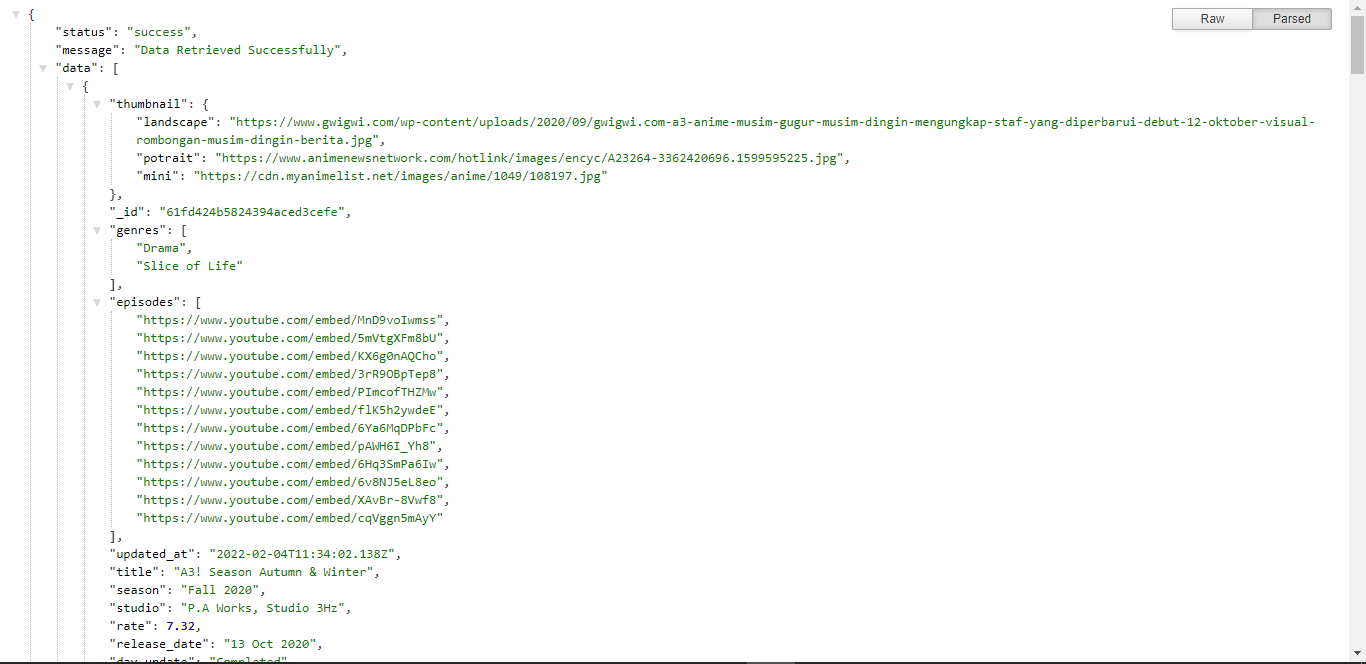 {
Raw Parsed
"status": "success",
"message": "Data Retrieved Successfully",
"data": [
{
"thumbnail": {
"landscape": "https://www.gwigwi.com/wp-content/uploads/2020/09/gwigwi.com-a3-anime-musim-gugur-musim-dingin-mengungkap-staf-yang-diperbarui-debut-12-oktober-visual-
rombongan-musim-dingin-berita.jpg",
"potrait": "https://www.animenewsnetwork.com/hotlink/images/encyc/A23264-3362420696.1599595225.jpg",
"mini": "https://cdn.myanimelist.net/images/anime/1049/108197.jpg"
},
"_id": "61fd424b5824394aced3cefe",
"genres": [
"Drama",
"Slice of Life"
],
"episodes": [
"https://www.youtube.com/embed/MnD9voIwmss",
"https://www.youtube.com/embed/5mVtgXFm8bU",
"https://www.youtube.com/embed/KX6g0nAQCho",
"https://www.youtube.com/embed/3rR9OBpTep8",
"https://www.youtube.com/embed/PImcofTHZMw",
"https://www.youtube.com/embed/flK5h2ywdeE",
"https://www.youtube.com/embed/6Ya6MqDPbFc",
"https://www.youtube.com/embed/pAWH6I_Yh8",
"https://www.youtube.com/embed/6Hq3SmPa6Iw",
"https://www.youtube.com/embed/6v8NJ5eL8eo",
"https://www.youtube.com/embed/XAvBr-8Vwf8",
"https://www.youtube.com/embed/cqVggn5mAyY"
],
"updated_at": "2022-02-04T11:34:02.138Z",
"title": "A3! Season Autumn & Winter",
"season": "Fall 2020",
"studio": "P.A Works, Studio 3Hz",
"rate": 7.32,
"release_date": "13 Oct 2020",
"day_update": "Completed"